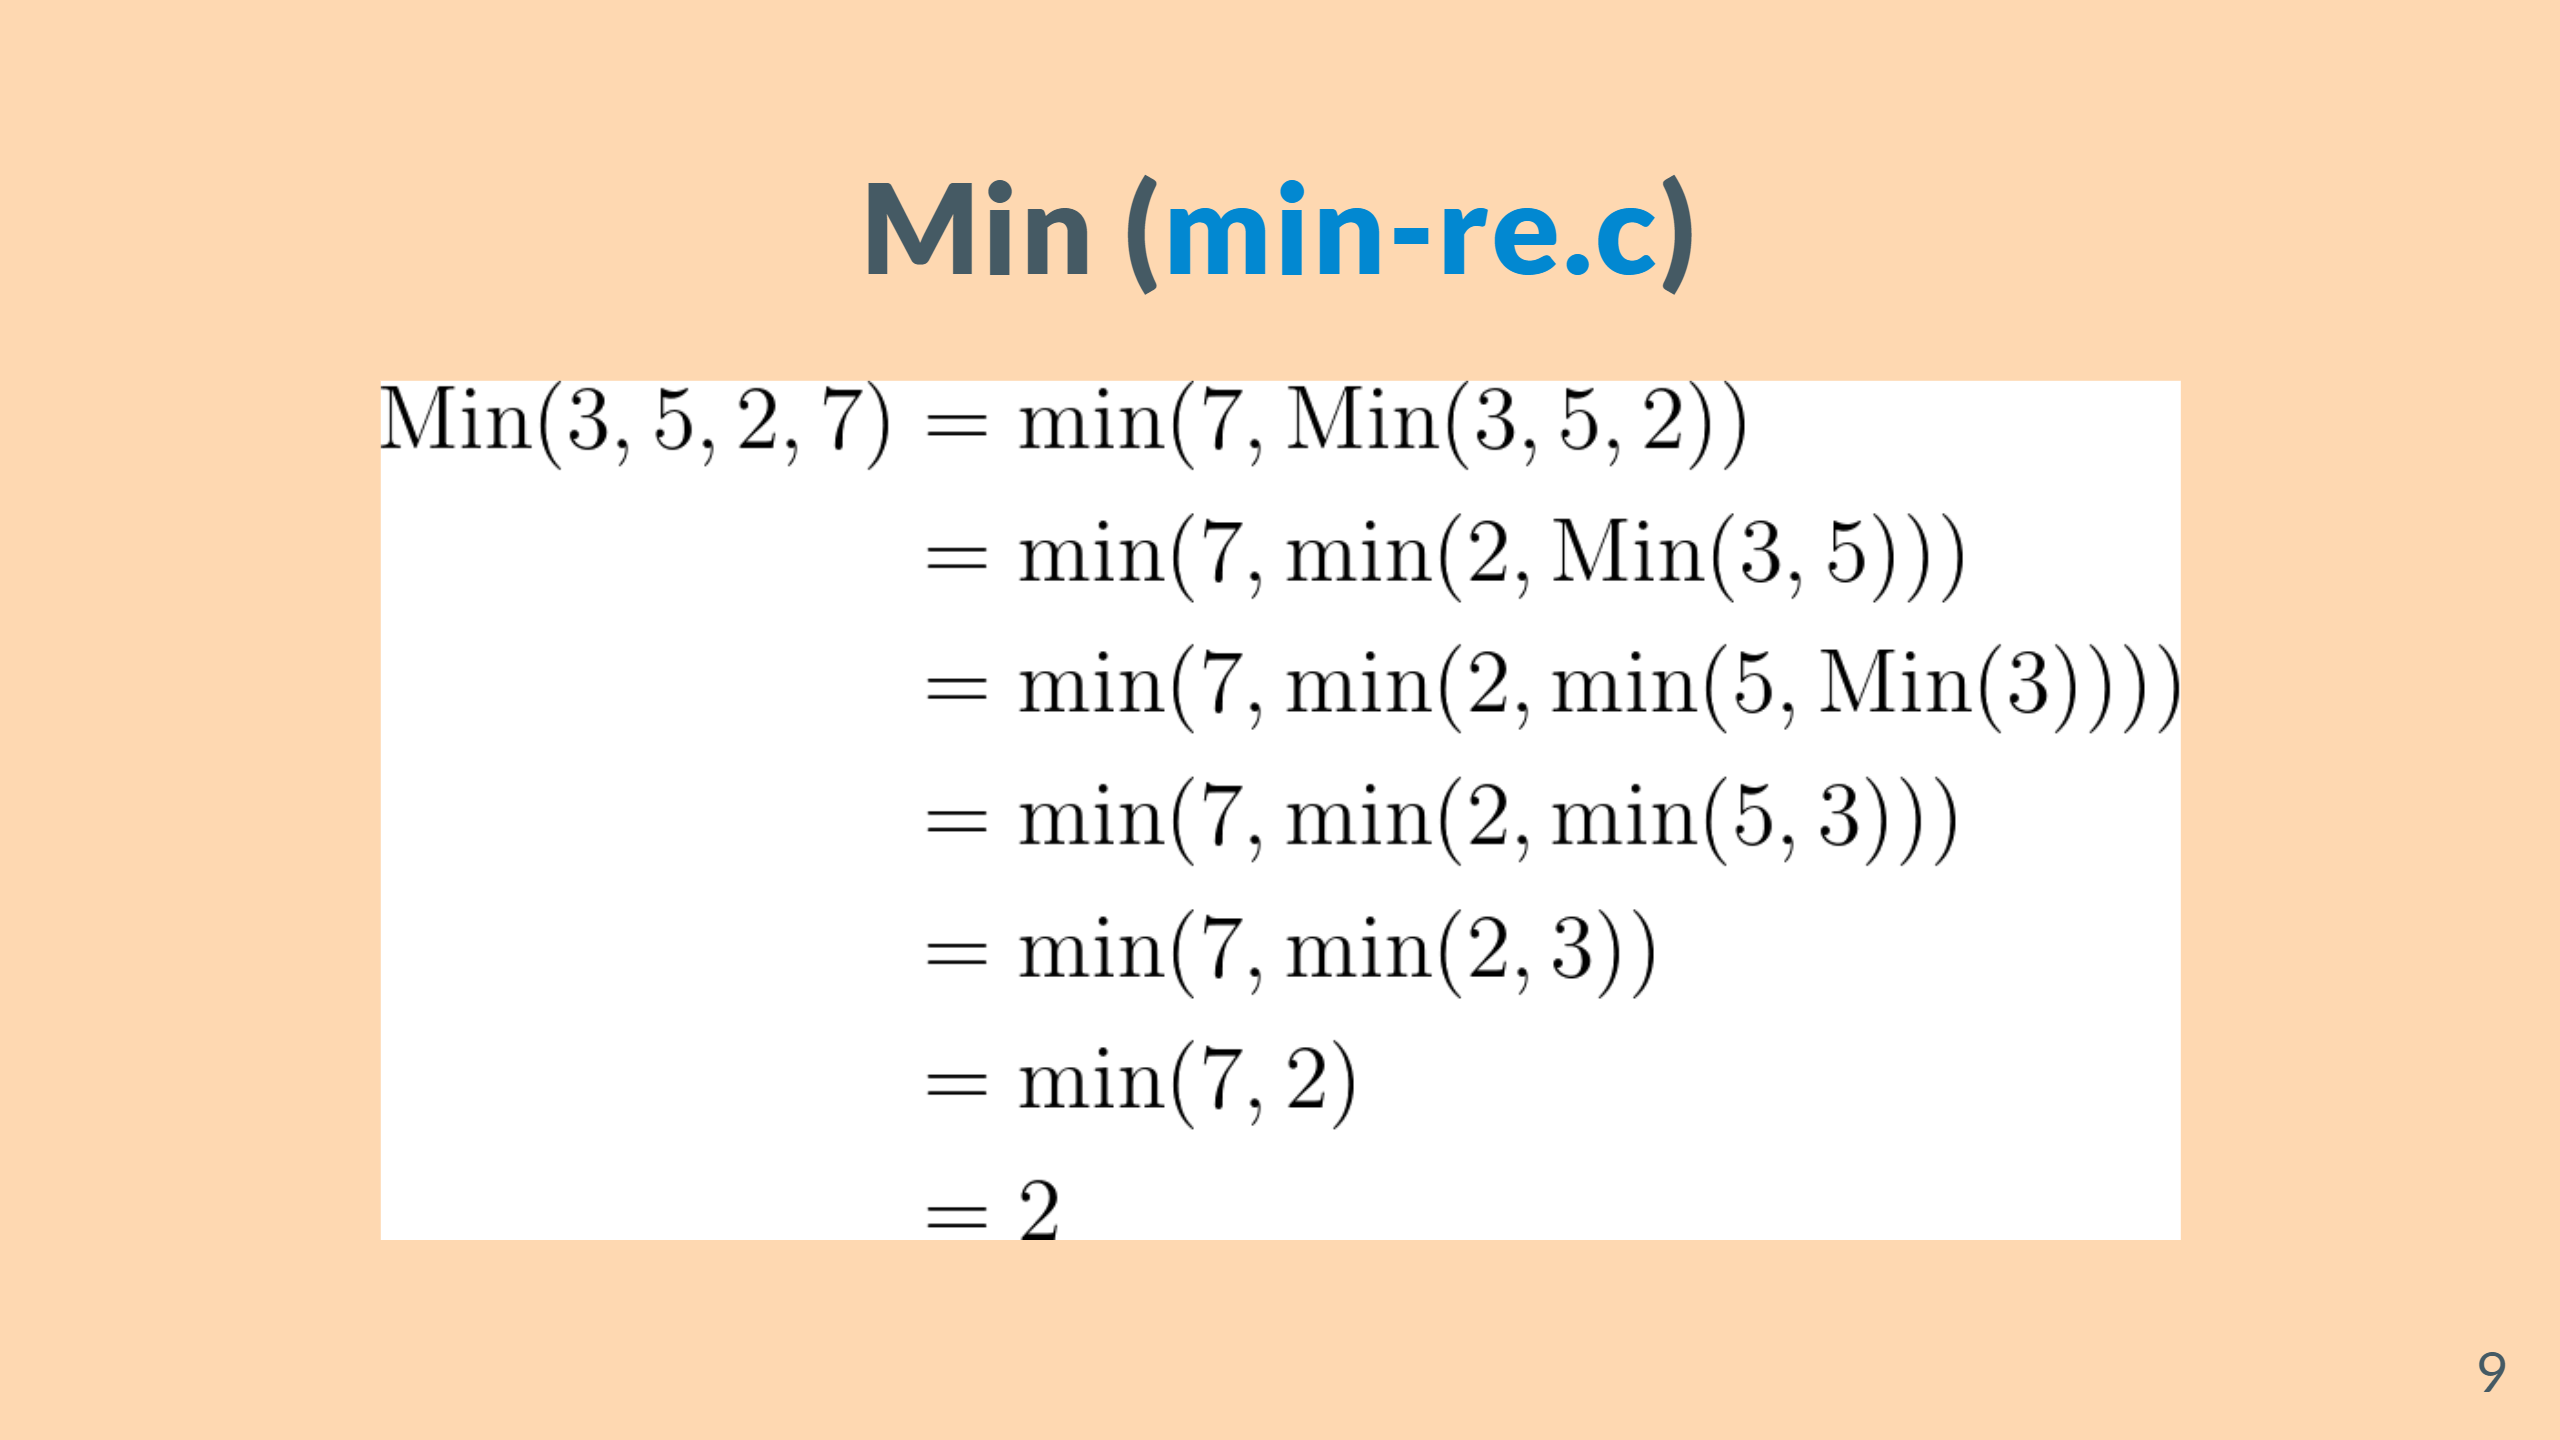 Min (min-re.c)
Min(3, 5, 2, 7) = min(7, Min(3, 5, 2))
= min(7, min(2, Min(3, 5)))
= min(7, min(2, min(5, Min(3))))
= min(7, min(2, min(5, 3)))
= min(7, min(2, 3))
= min(7, 2)
= 2
9